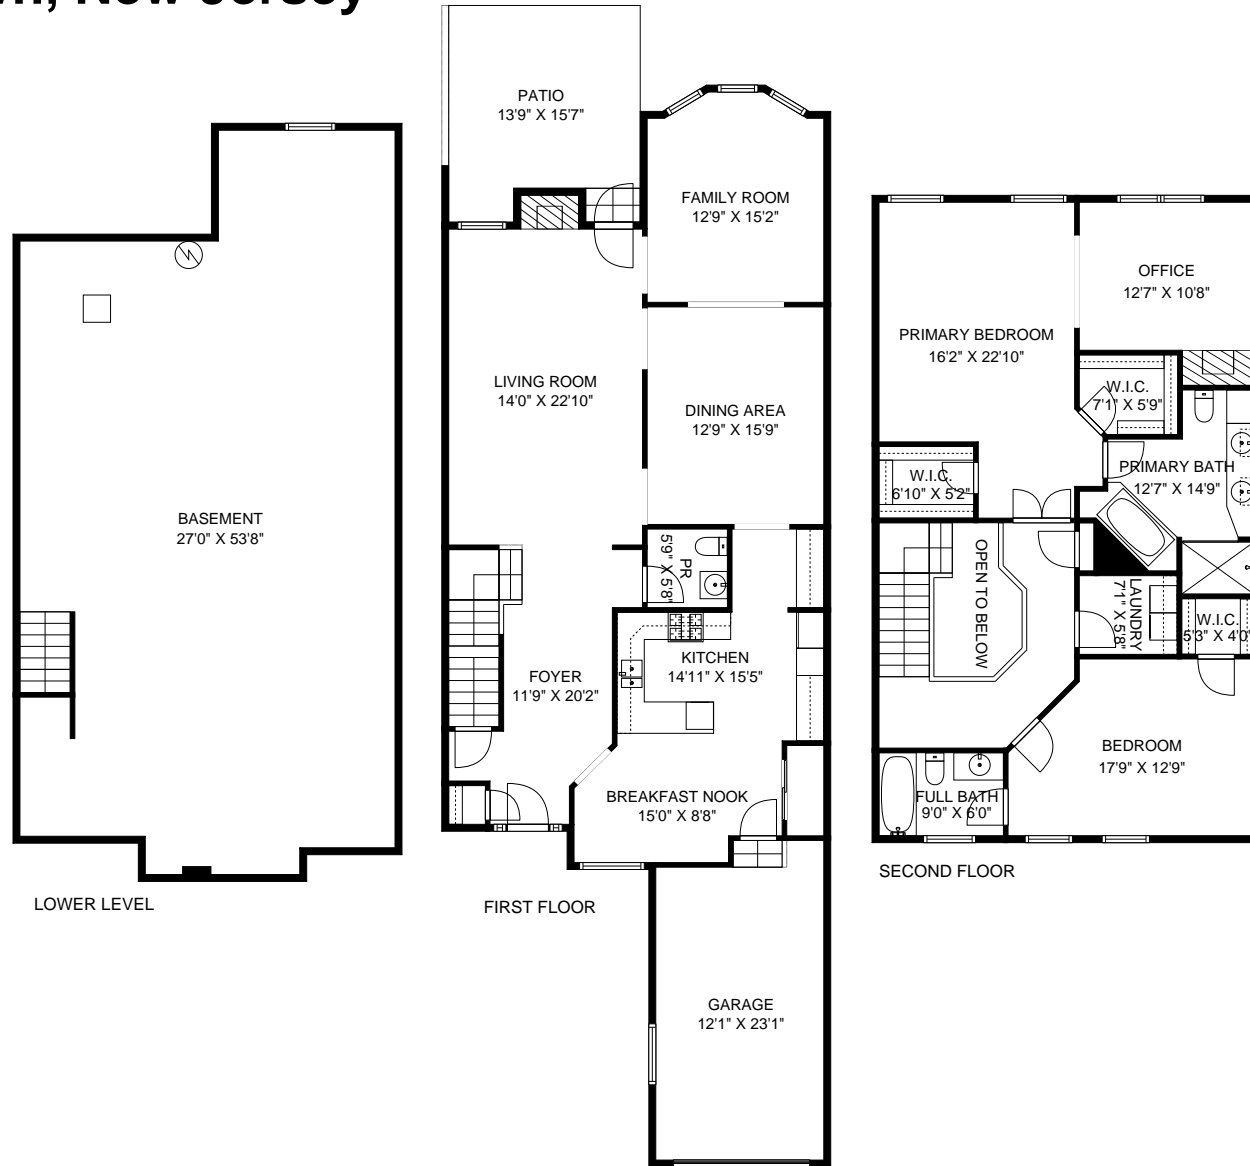 New Jersey
PATIO
13'9" X 15'7"
FAMILY ROOM
12'9" X 15'2"
LIVING ROOM
14'0" X 22'10"
DINING AREA
12'9" X 15'9"
PR
5'9" X 5'8"
KITCHEN
14'11" X 15'5"
FOYER
11'9" X 20'2"
BREAKFAST NOOK
15'0" X 8'8"
GARAGE
12'1" X 23'1"
FIRST FLOOR
BASEMENT
27'0" X 53'8"
LOWER LEVEL
OFFICE
12'7" X 10'8"
PRIMARY BEDROOM
16'2" X 22'10"
W.I.C.
7'1" X 5'9"
W.I.C.
6'10" X 5'2"
PRIMARY BATH
12'7" X 14'9"
OPEN TO BELOW
LAUNDRY
7'1" X 5'8"
W.I.C.
5'3" X 4'0"
BEDROOM
17'9" X 12'9"
FULL BATH
9'0" X 6'0"
SECOND FLOOR